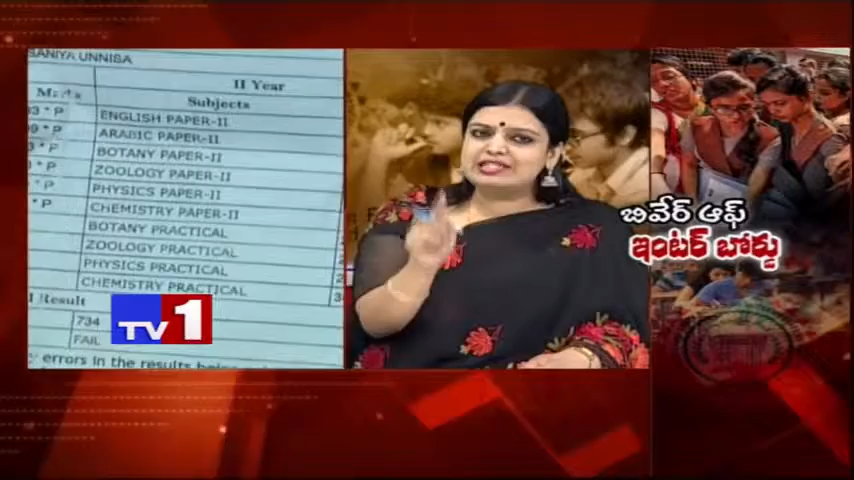 SANIYA UNNISA
II Year
Marks
Subjects
ENGLISH PAPER-II
ARABIC PAPER-II
BOTANY PAPER-II
ZOOLOGY PAPER-II
PHYSICS PAPER-II
CHEMISTRY PAPER-II
BOTANY PRACTICAL
ZOOLOGY PRACTICAL
PHYSICS PRACTICAL
CHEMISTRY PRACTICAL
Result
734
FAIL
errors in the results
TV1
బివేర్ ఆఫ్
ఇంటర్ బోర్డు